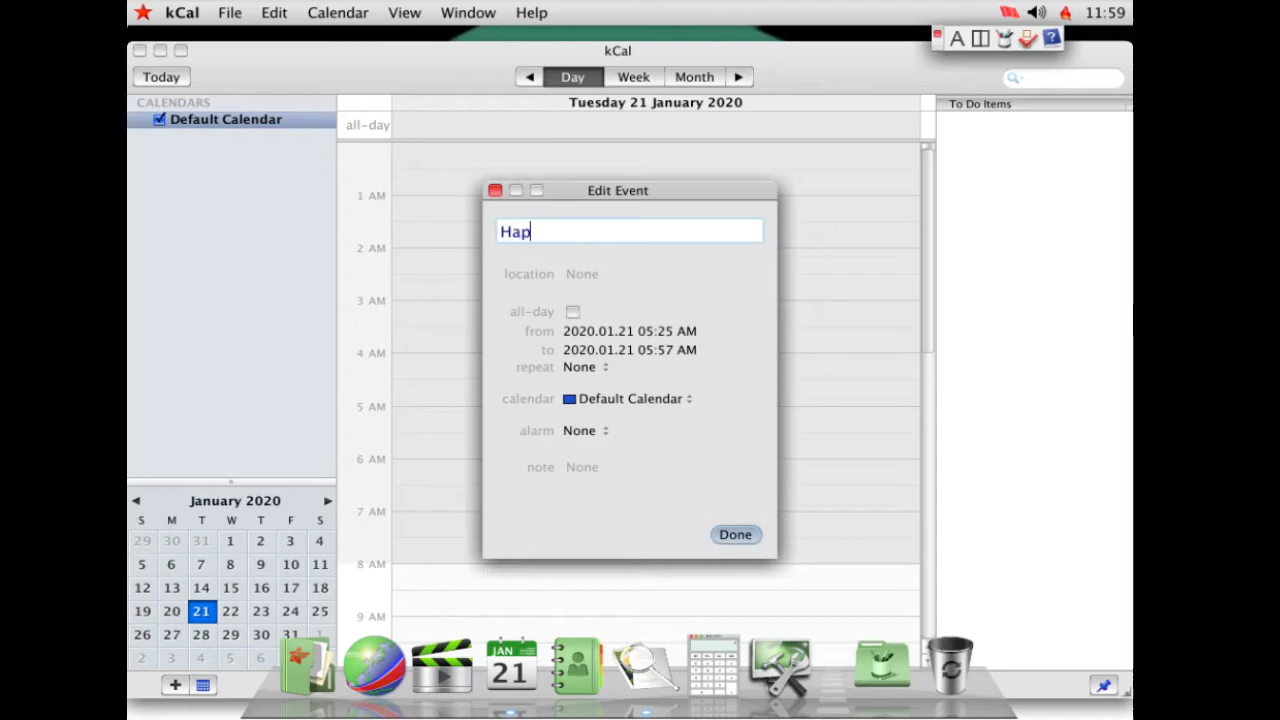 kCal File Edit Calendar View Window Help 11:59
A
kCal
Today Day Week Month
CALENDARS
Default Calendar
Tuesday 21 January 2020
To Do Items
all-day
1 AM
2 AM
3 AM
4 AM
5 AM
6 AM
7 AM
8 AM
9 AM
Edit Event
Hap
location None
all-day
from 2020.01.21 05:25 AM
to 2020.01.21 05:57 AM
repeat None
calendar Default Calendar
alarm None
note None
Done
January 2020
S M T W T F S
29 30 31 1 2 3 4
5 6 7 8 9 10 11
12 13 14 15 16 17 18
19 20 21 22 23 24 25
26 27 28 29 30 31 1
2 3 4 5 6
JAN
21